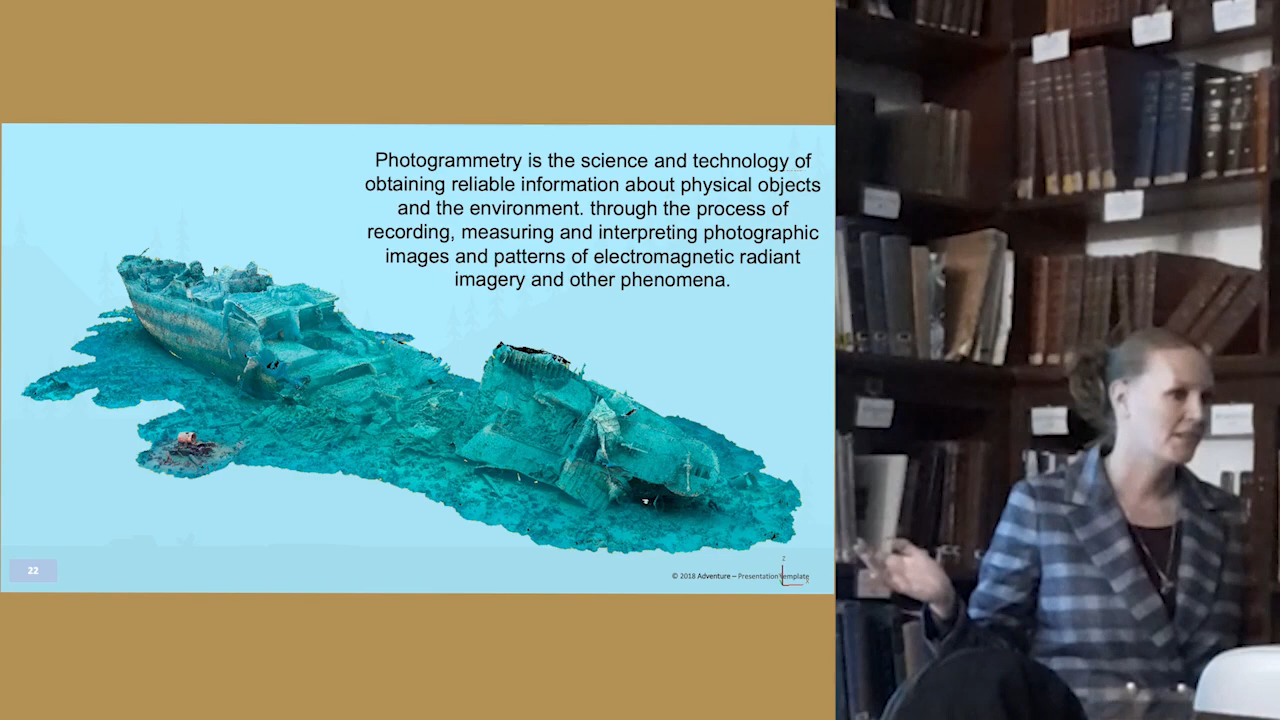 Photogrammetry is the science and technology of
obtaining reliable information about physical objects
and the environment. through the process of
recording, measuring and interpreting photographic
images and patterns of electromagnetic radiant
imagery and other phenomena.
22
© 2018 Adventure – Presentation Template
z